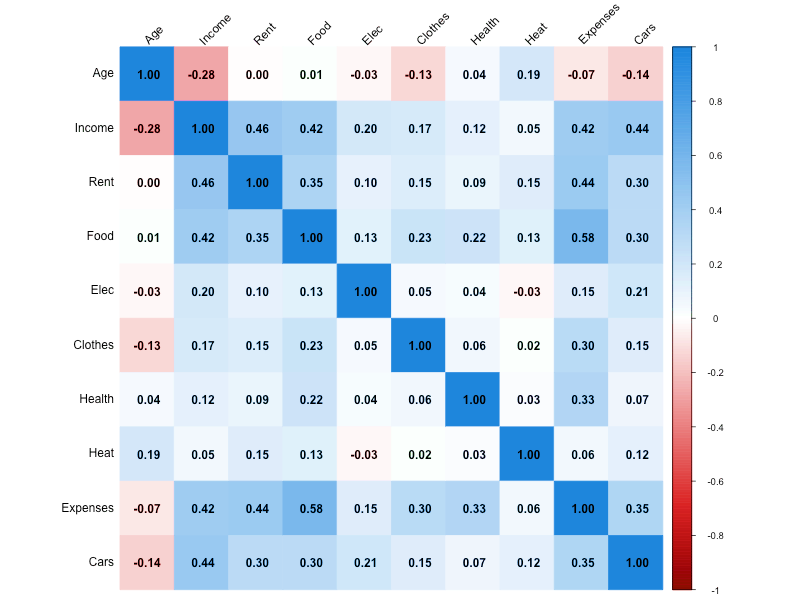 Age Income Rent Food Elec Clothes Health Heat Expenses Cars
Age 1.00 -0.28 0.00 0.01 -0.03 -0.13 0.04 0.19 -0.07 -0.14
Income -0.28 1.00 0.46 0.42 0.20 0.17 0.12 0.05 0.42 0.44
Rent 0.00 0.46 1.00 0.35 0.10 0.15 0.09 0.15 0.44 0.30
Food 0.01 0.42 0.35 1.00 0.13 0.23 0.22 0.13 0.58 0.30
Elec -0.03 0.20 0.10 0.13 1.00 0.05 0.04 -0.03 0.15 0.21
Clothes -0.13 0.17 0.15 0.23 0.05 1.00 0.06 0.02 0.30 0.15
Health 0.04 0.12 0.09 0.22 0.04 0.06 1.00 0.03 0.33 0.07
Heat 0.19 0.05 0.15 0.13 -0.03 0.02 0.03 1.00 0.06 0.12
Expenses -0.07 0.42 0.44 0.58 0.15 0.30 0.33 0.06 1.00 0.35
Cars -0.14 0.44 0.30 0.30 0.21 0.15 0.07 0.12 0.35 1.00
1
0.8
0.6
0.4
0.2
0
-0.2
-0.4
-0.6
-0.8
-1